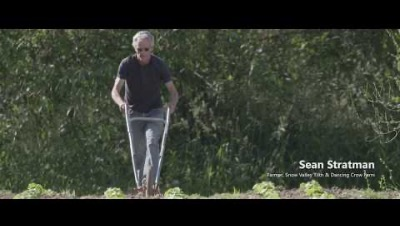 Sean Stratman
Farmer, Snow Valley Tilth & Dancing Crow Farm